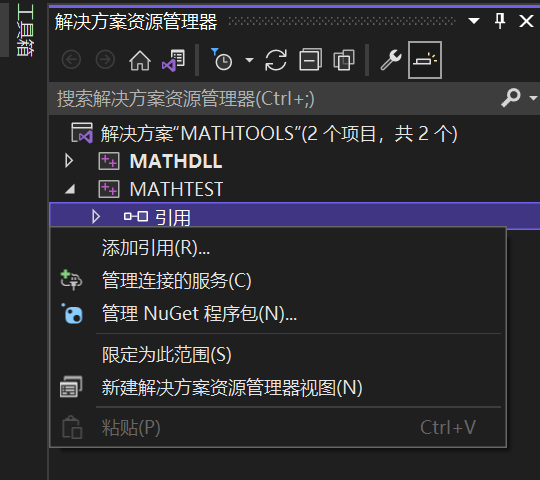 工具箱
解决方案资源管理器
搜索解决方案资源管理器(Ctrl+;)
解决方案“MATHTOOLS”(2 个项目，共 2 个)
MATHDLL
MATHTEST
引用
添加引用(R)...
管理连接的服务(C)
管理 NuGet 程序包(N)...
限定为此范围(S)
新建解决方案资源管理器视图(N)
粘贴(P) Ctrl+V